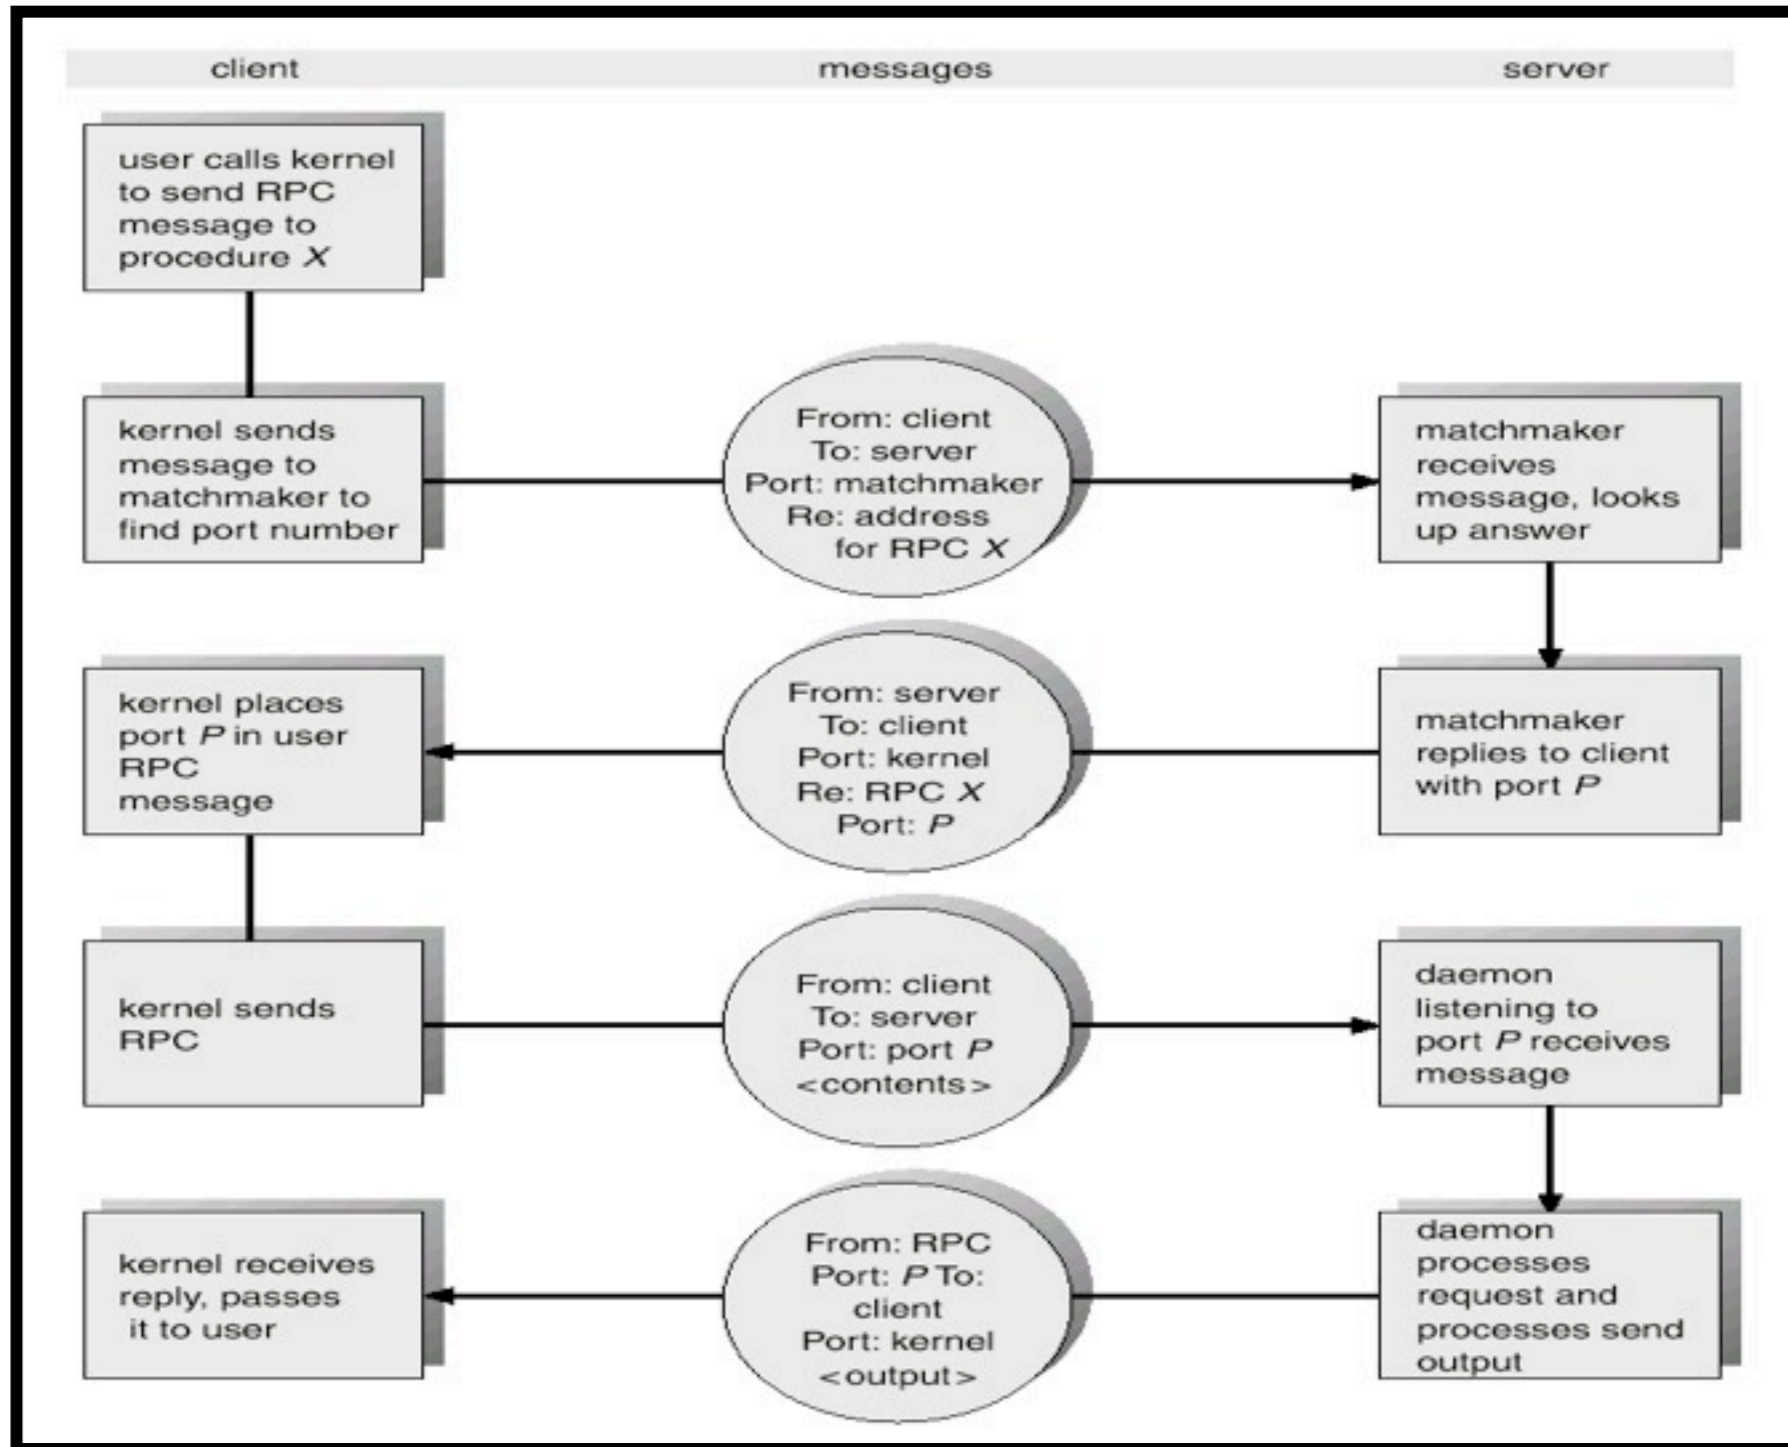 client
messages
server
user calls kernel
to send RPC
message to
procedure X
kernel sends
message to
matchmaker to
find port number
From: client
To: server
Port: matchmaker
Re: address
for RPC X
matchmaker
receives
message, looks
up answer
kernel places
port P in user
RPC
message
From: server
To: client
Port: kernel
Re: RPC X
Port: P
matchmaker
replies to client
with port P
kernel sends
RPC
From: client
To: server
Port: port P
<contents>
daemon
listening to
port P receives
message
kernel receives
reply, passes
it to user
From: RPC
Port: P To:
client
Port: kernel
<output>
daemon
processes
request and
processes send
output